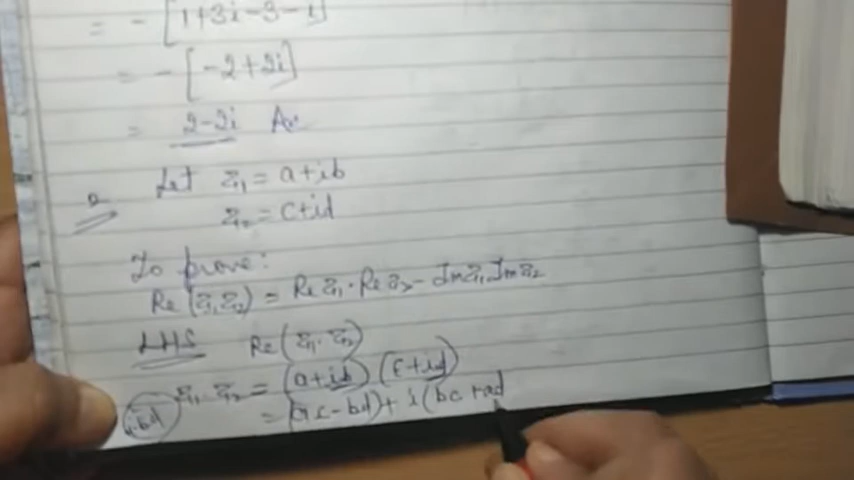 = - [1+3i-3-i]
= - [-2+2i]
= 2-2i Ans
2 Let z₁ = a+ib
z₂ = c+id
To prove:
Re (z₁z₂) = Re z₁ · Re z₂ - Im z₁ Im z₂
LHS Re (z₁·z₂)
z₁·z₂ = (a+ib) (c+id)
= (ac-bd) + i (bc+ad